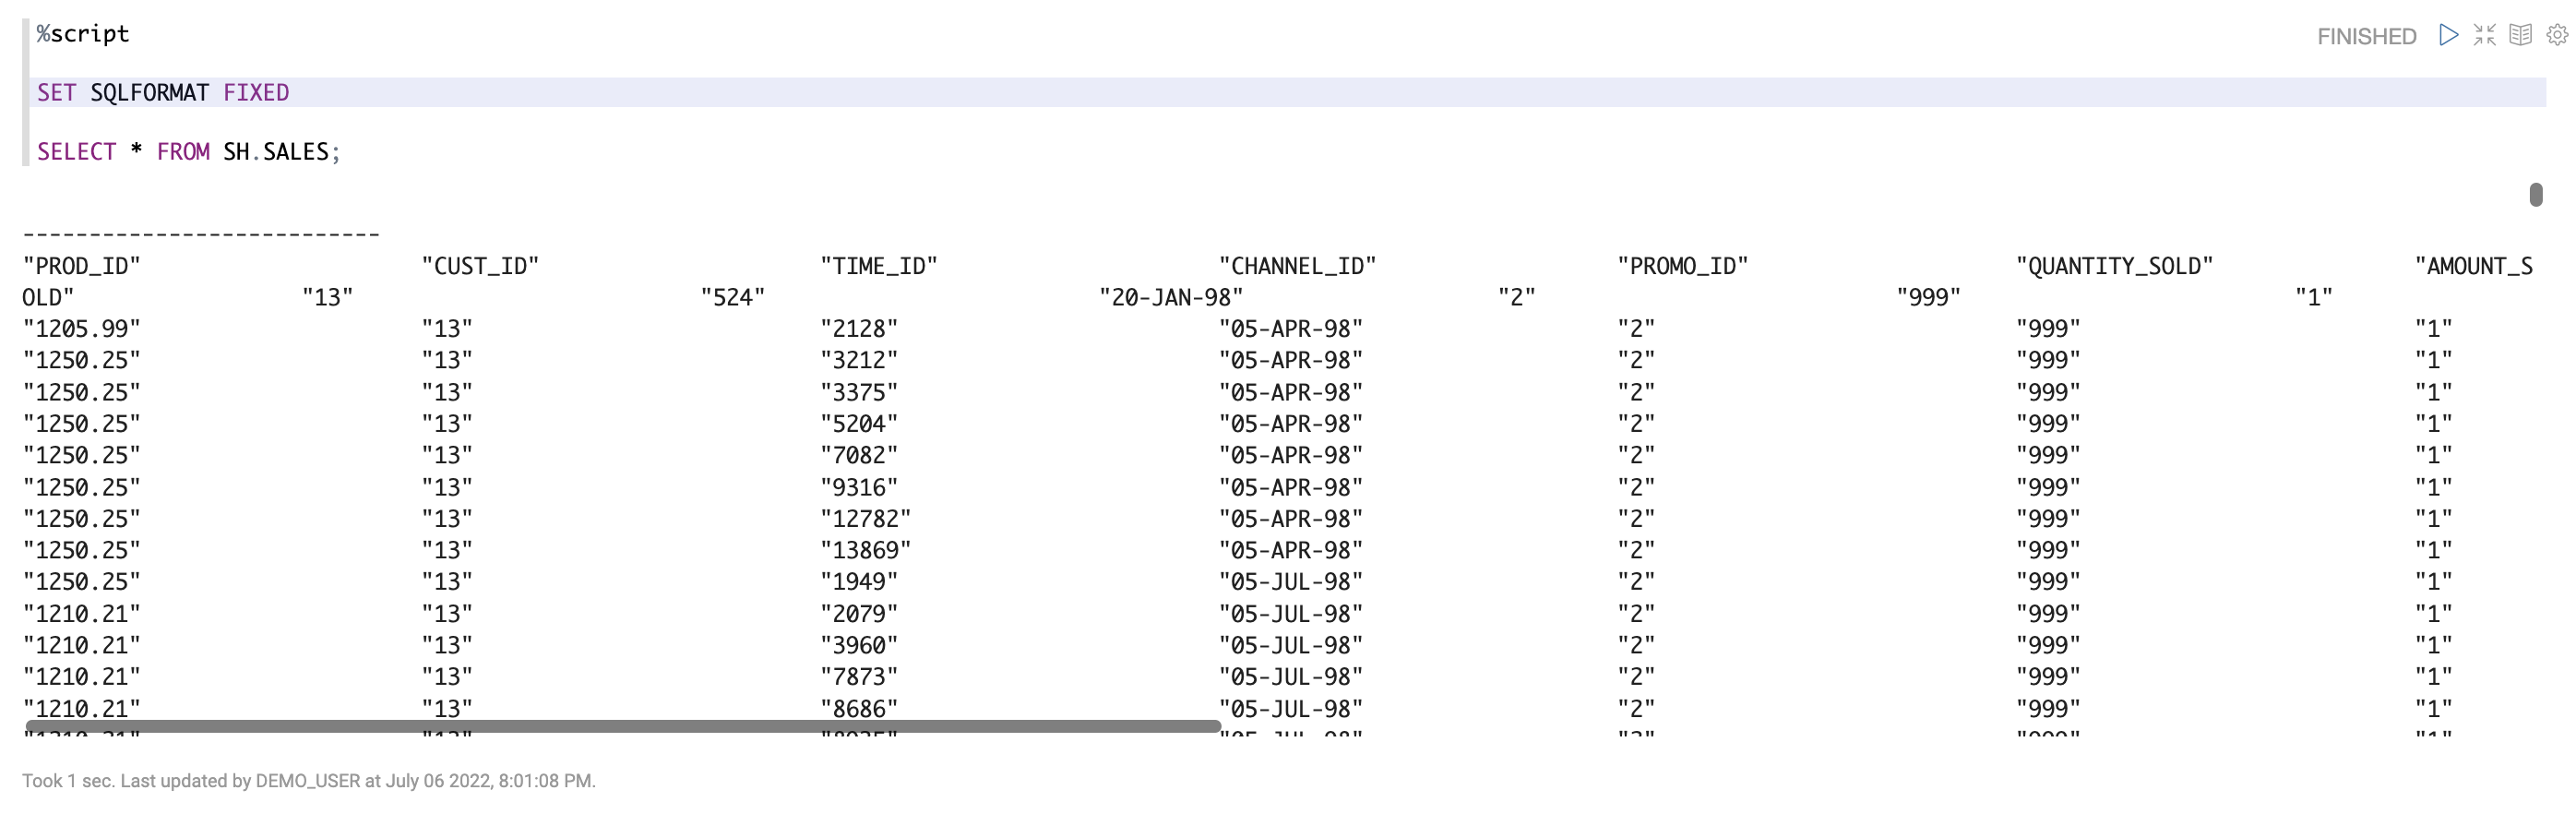 %script
FINISHED
SET SQLFORMAT FIXED
SELECT * FROM SH.SALES;
---------------------------
"PROD_ID" "CUST_ID" "TIME_ID" "CHANNEL_ID" "PROMO_ID" "QUANTITY_SOLD" "AMOUNT_S
OLD" "13" "524" "20-JAN-98" "2" "999" "1"
"1205.99" "13" "2128" "05-APR-98" "2" "999" "1"
"1250.25" "13" "3212" "05-APR-98" "2" "999" "1"
"1250.25" "13" "3375" "05-APR-98" "2" "999" "1"
"1250.25" "13" "5204" "05-APR-98" "2" "999" "1"
"1250.25" "13" "7082" "05-APR-98" "2" "999" "1"
"1250.25" "13" "9316" "05-APR-98" "2" "999" "1"
"1250.25" "13" "12782" "05-APR-98" "2" "999" "1"
"1250.25" "13" "13869" "05-APR-98" "2" "999" "1"
"1250.25" "13" "1949" "05-JUL-98" "2" "999" "1"
"1210.21" "13" "2079" "05-JUL-98" "2" "999" "1"
"1210.21" "13" "3960" "05-JUL-98" "2" "999" "1"
"1210.21" "13" "7873" "05-JUL-98" "2" "999" "1"
"1210.21" "13" "8686" "05-JUL-98" "2" "999" "1"
Took 1 sec. Last updated by DEMO_USER at July 06 2022, 8:01:08 PM.